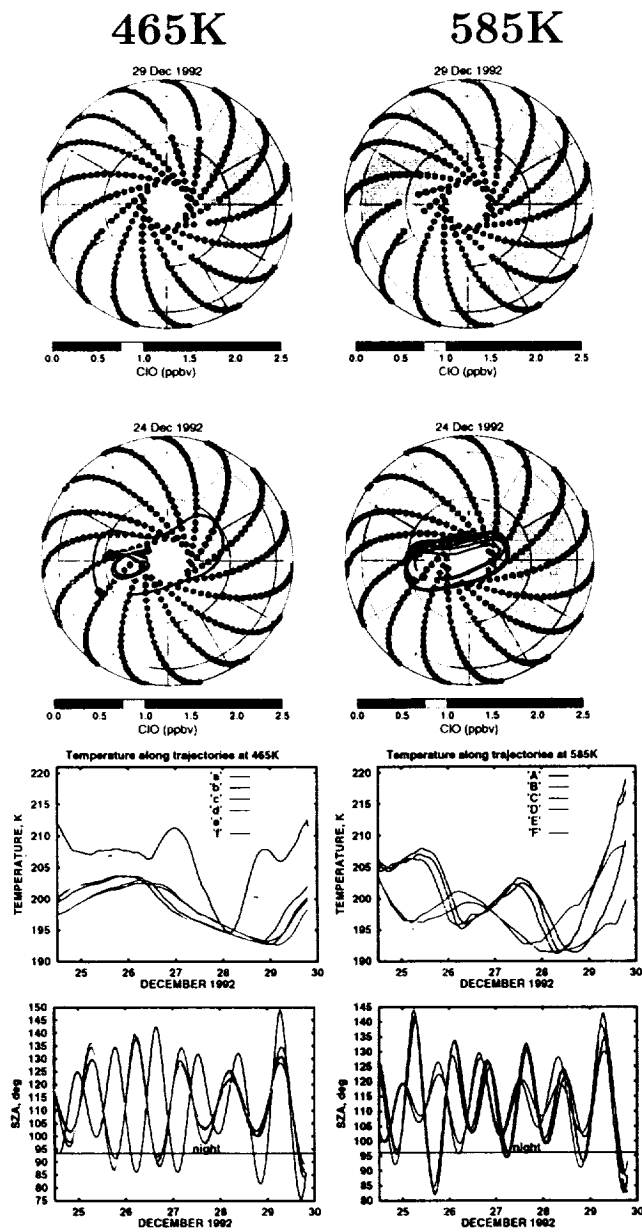 465K 585K
29 Dec 1992 29 Dec 1992
0.0 0.5 1.0 1.5 2.0 2.5 0.0 0.5 1.0 1.5 2.0 2.5
ClO (ppbv) ClO (ppbv)
24 Dec 1992 24 Dec 1992
0.0 0.5 1.0 1.5 2.0 2.5 0.0 0.5 1.0 1.5 2.0 2.5
ClO (ppbv) ClO (ppbv)
Temperature along trajectories at 465K Temperature along trajectories at 585K
220 220
'a' 'A'
215 'b' 215 'B'
'c' 'C'
'd' 'D'
210 'e' 210 'E'
'f' 'F'
205 205
200 200
195 195
190 190
TEMPERATURE, K TEMPERATURE, K
25 26 27 28 29 30 25 26 27 28 29 30
DECEMBER 1992 DECEMBER 1992
150 145
145 140
140 135
135 130
130 125
125 120
120 115
115 110
110 105
105 100
100 95
95 90
90 85
85 80
80
75
SZA, deg SZA, deg
night night
25 26 27 28 29 30 25 26 27 28 29 30
DECEMBER 1992 DECEMBER 1992